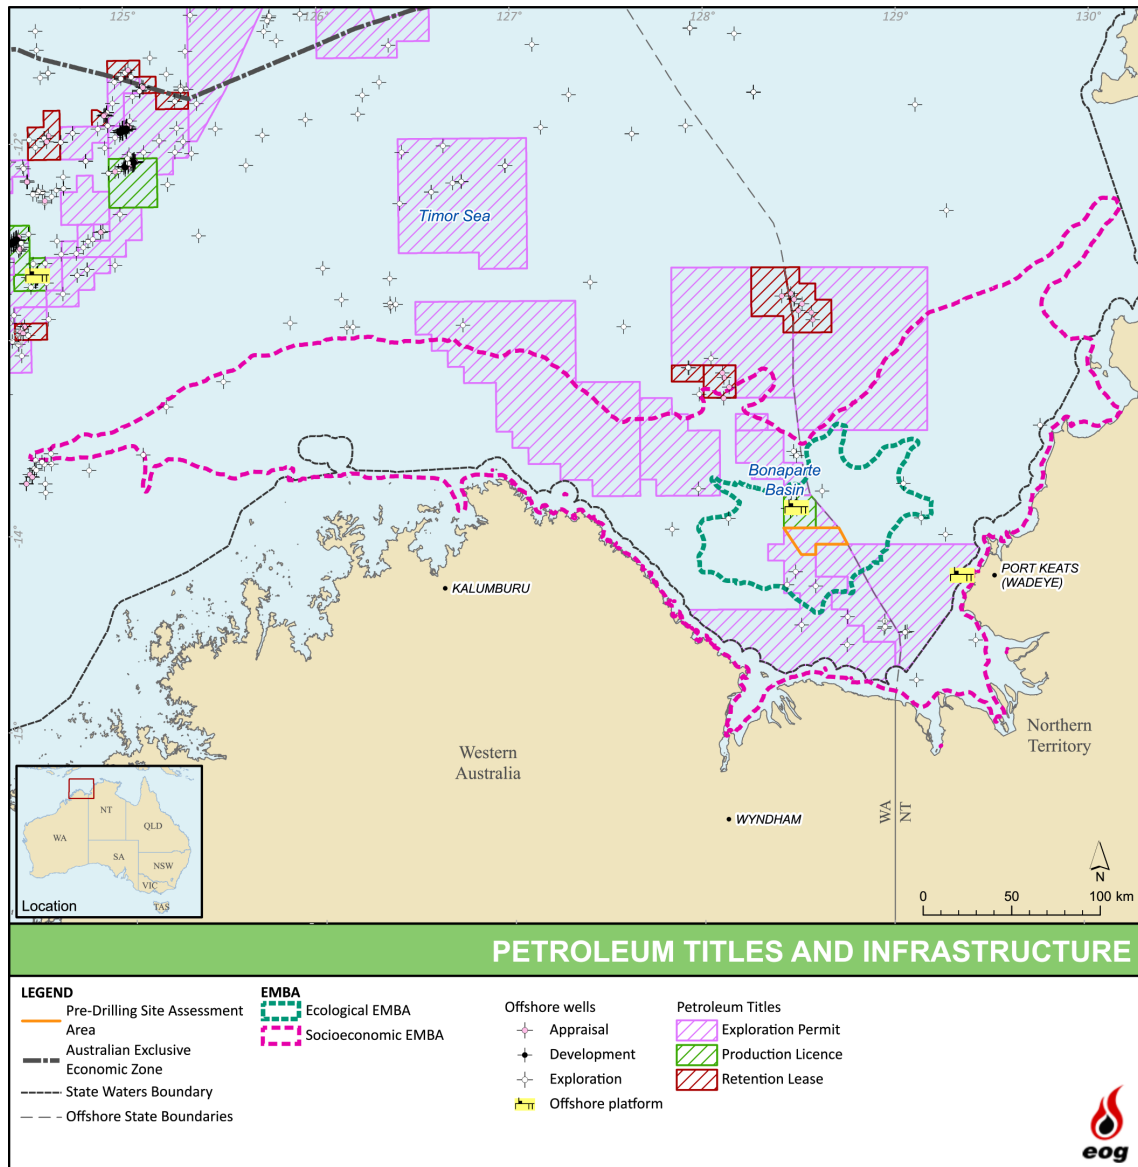 125°
126°
127°
128°
129°
130°
-12°
Timor Sea
Bonaparte
Basin
-14°
PORT KEATS
(WADEYE)
KALUMBURU
Northern
Territory
Western
Australia
WYNDHAM
WA
NT
WA
NT
QLD
SA
NSW
VIC
TAS
Location
N
0 50 100 km
PETROLEUM TITLES AND INFRASTRUCTURE
LEGEND
Pre-Drilling Site Assessment
Area
Australian Exclusive
Economic Zone
State Waters Boundary
Offshore State Boundaries
EMBA
Ecological EMBA
Socioeconomic EMBA
Offshore wells
Appraisal
Development
Exploration
Offshore platform
Petroleum Titles
Exploration Permit
Production Licence
Retention Lease
eog